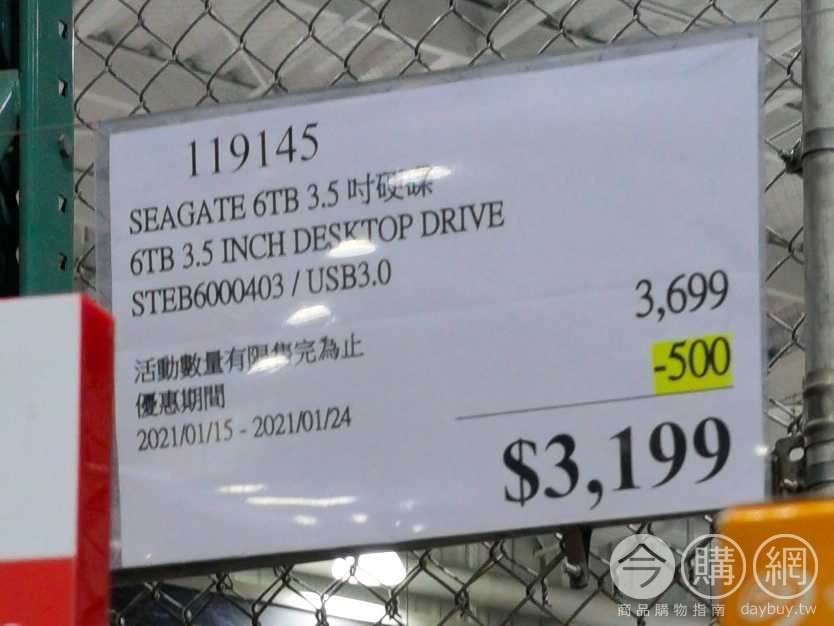 119145
SEAGATE 6TB 3.5 吋硬碟
6TB 3.5 INCH DESKTOP DRIVE
STEB6000403 / USB3.0
3,699
活動數量有限售完為止
-500
優惠期間
2021/01/15 - 2021/01/24
$3,199
今購網
商品購物指南 daybuy.tw